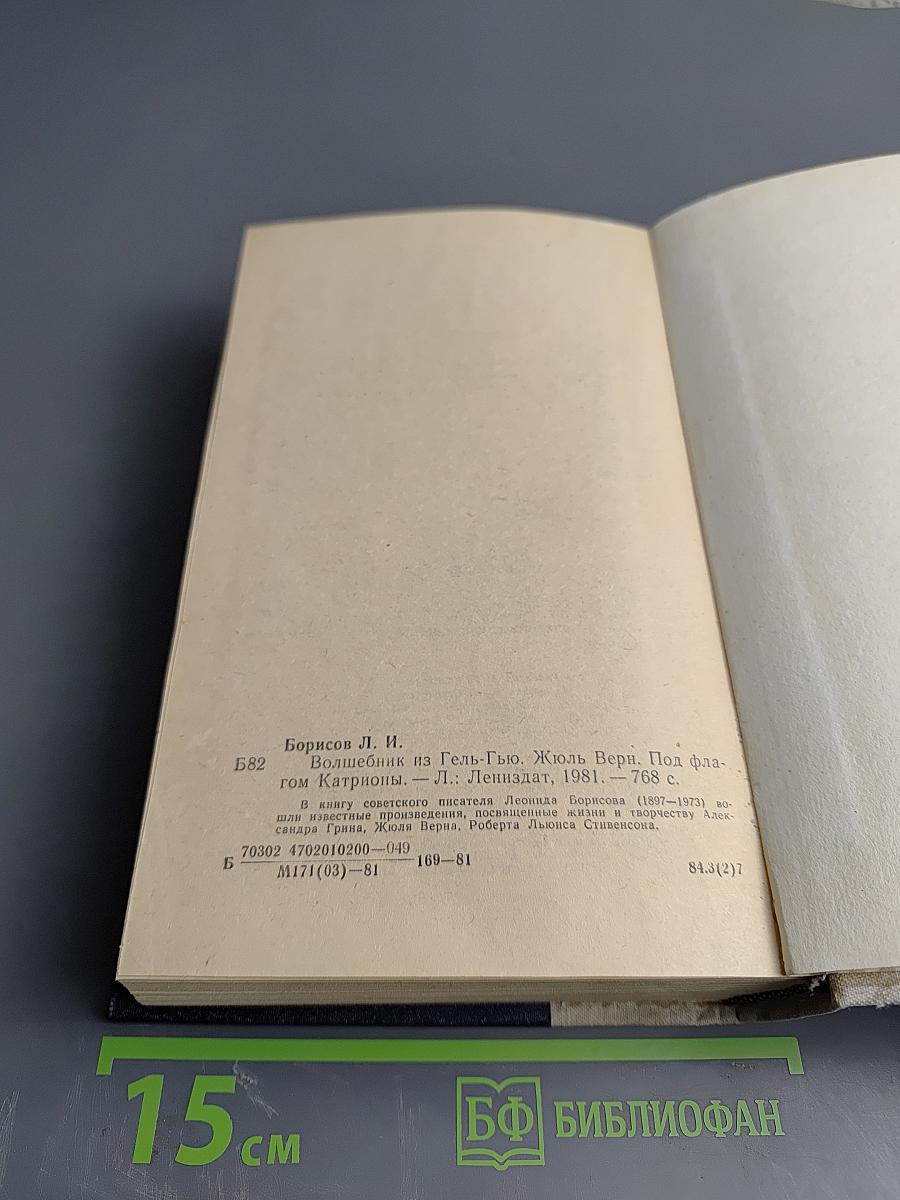 Борисов Л. И.
Б82 Волшебник из Гель-Гью. Жюль Верн. Под фла-
гом Катрионы. — Л.: Лениздат, 1981. — 768 с.
В книгу советского писателя Леонида Борисова (1897—1973) во-
шли известные произведения, посвященные жизни и творчеству Алек-
сандра Грина, Жюля Верна, Роберта Льюиса Стивенсона.
70302 4702010200—049
Б 169—81
М171(03)—81
84.3(2)7
15 см
БФ БИБЛИОФАН